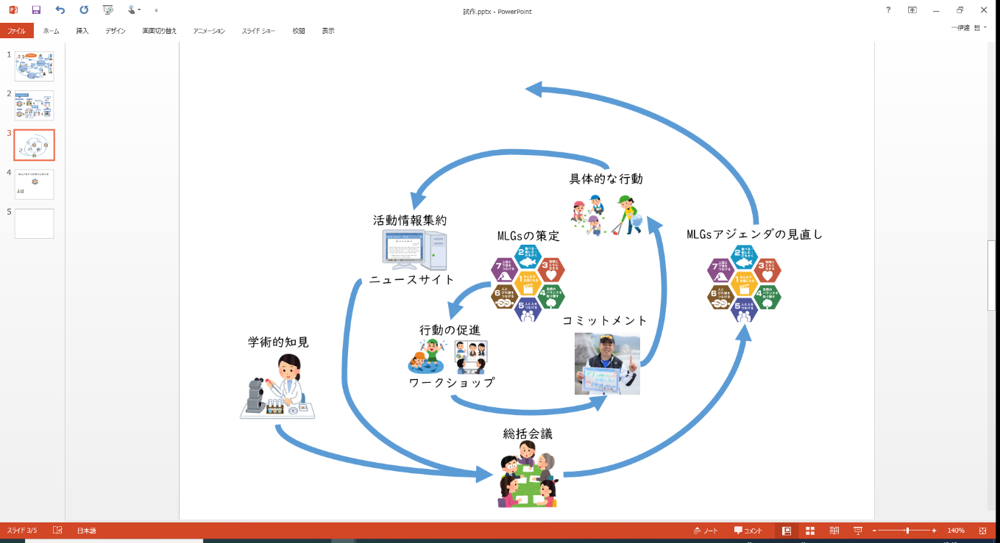 試作.pptx - PowerPoint
ファイル
ホーム
挿入
デザイン
画面切り替え
アニメーション
スライド ショー
校閲
表示
一伊達 哲
1
2
3
4
5
具体的な行動
活動情報集約
ニュースサイト
MLGsの策定
MLGsアジェンダの見直し
行動の促進
ワークショップ
コミットメント
学術的知見
総括会議
スライド 3/5
日本語
ノート
コメント
140%